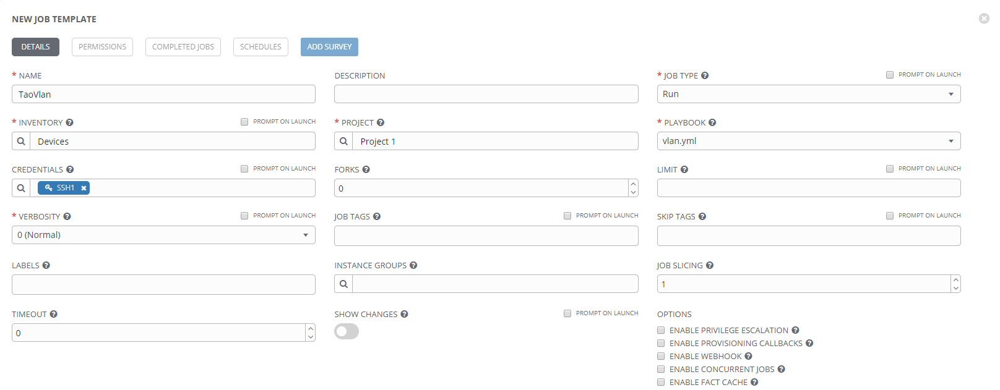 NEW JOB TEMPLATE
DETAILS PERMISSIONS COMPLETED JOBS SCHEDULES ADD SURVEY
* NAME DESCRIPTION * JOB TYPE PROMPT ON LAUNCH
TaoVlan Run
* INVENTORY PROMPT ON LAUNCH * PROJECT * PLAYBOOK
Devices Project 1 vlan.yml
CREDENTIALS PROMPT ON LAUNCH FORKS LIMIT PROMPT ON LAUNCH
SSH1 0
* VERBOSITY PROMPT ON LAUNCH JOB TAGS PROMPT ON LAUNCH SKIP TAGS PROMPT ON LAUNCH
0 (Normal)
LABELS INSTANCE GROUPS JOB SLICING
1
TIMEOUT SHOW CHANGES PROMPT ON LAUNCH OPTIONS
0
ENABLE PRIVILEGE ESCALATION
ENABLE PROVISIONING CALLBACKS
ENABLE WEBHOOK
ENABLE CONCURRENT JOBS
ENABLE FACT CACHE